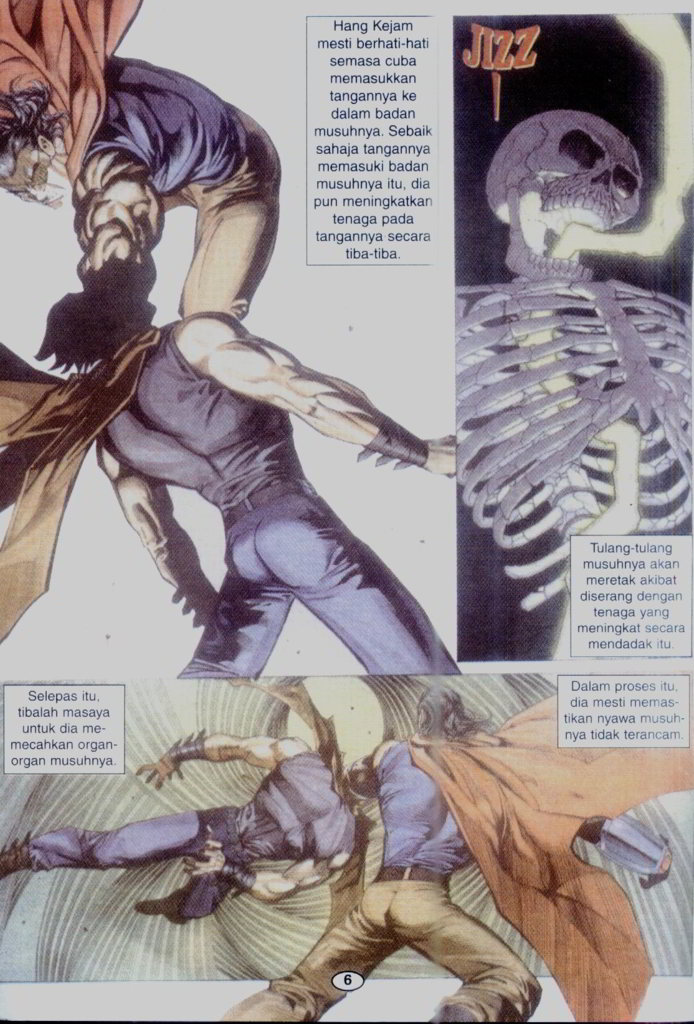 Hang Kejam
mesti berhati-hati
semasa cuba
memasukkan
tangannya ke
dalam badan
musuhnya. Sebaik
sahaja tangannya
memasuki badan
musuhnya itu, dia
pun meningkatkan
tenaga pada
tangannya secara
tiba-tiba.
JIZZ
Tulang-tulang
musuhnya akan
meretak akibat
diserang dengan
tenaga yang
meningkat secara
mendadak itu.
Selepas itu,
tibalah masaya
untuk dia me-
mecahkan organ-
organ musuhnya.
Dalam proses itu,
dia mesti memas-
tikan nyawa musuh-
nya tidak terancam.
6